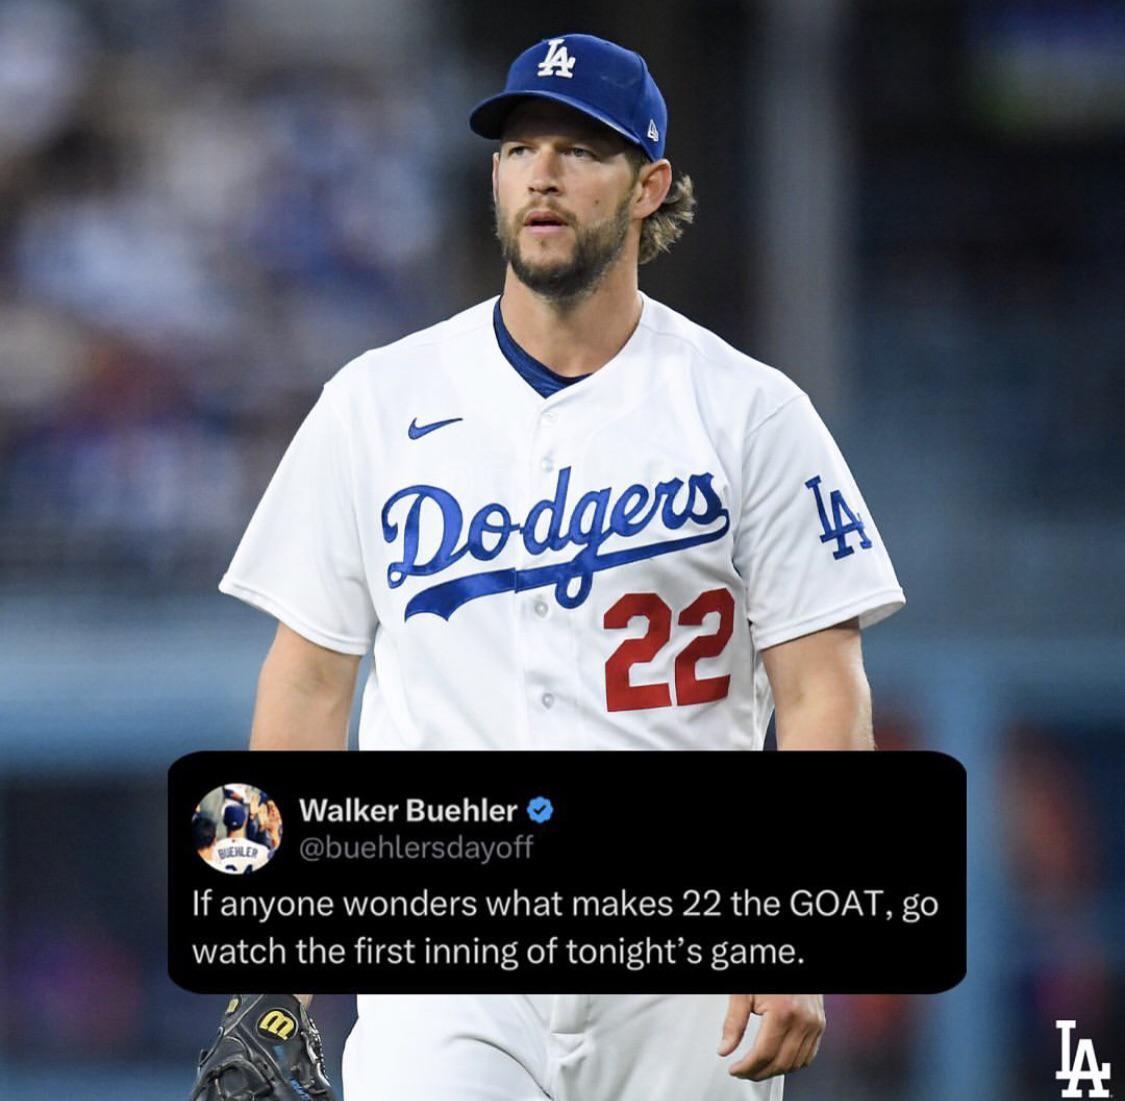 LA
Dodgers
LA
22
BUEHLER
Walker Buehler
@buehlersdayoff
If anyone wonders what makes 22 the GOAT, go
watch the first inning of tonight's game.
LA